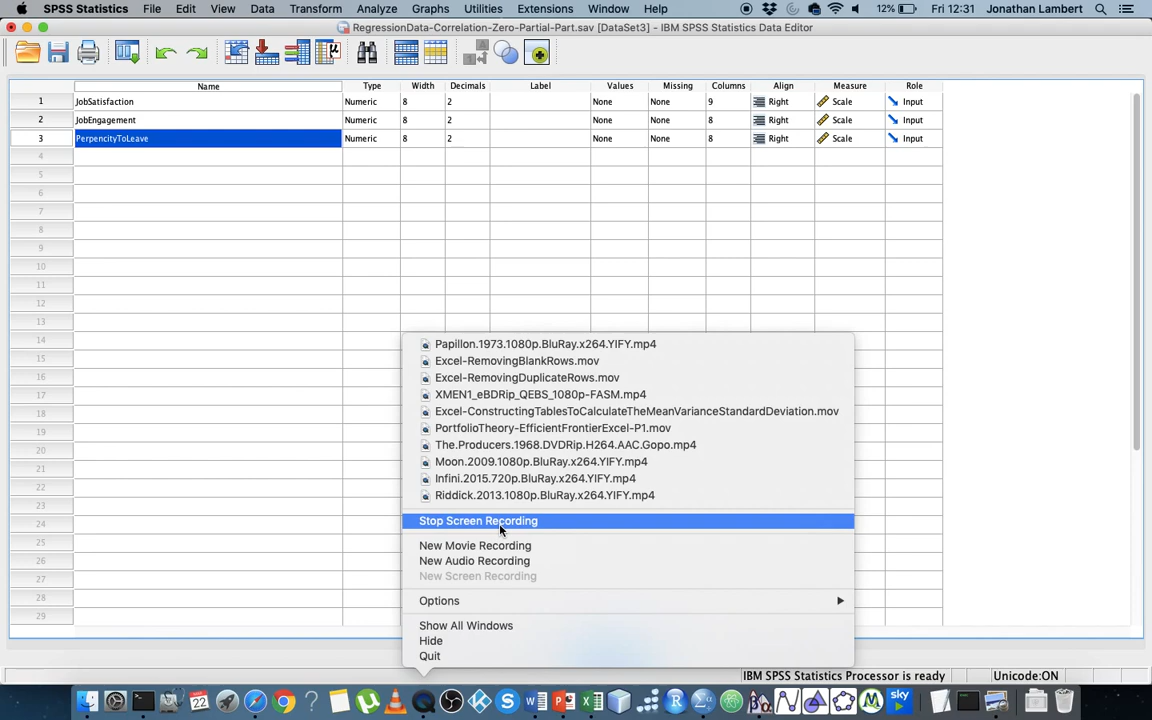 SPSS Statistics File Edit View Data Transform Analyze Graphs Utilities Extensions Window Help 12% Fri 12:31 Jonathan Lambert
RegressionData-Correlation-Zero-Partial-Part.sav [DataSet3] - IBM SPSS Statistics Data Editor
Name Type Width Decimals Label Values Missing Columns Align Measure Role
1 JobSatisfaction Numeric 8 2 None None 9 Right Scale Input
2 JobEngagement Numeric 8 2 None None 8 Right Scale Input
3 PerpencityToLeave Numeric 8 2 None None 8 Right Scale Input
4
5
6
7
8
9
10
11
12
13
14
15
16
17
18
19
20
21
22
23
24
25
26
27
28
29
Papillon.1973.1080p.BluRay.x264.YIFY.mp4
Excel-RemovingBlankRows.mov
Excel-RemovingDuplicateRows.mov
XMEN1_eBDRip_QEBS_1080p-FASM.mp4
Excel-ConstructingTablesToCalculateTheMeanVarianceStandardDeviation.mov
PortfolioTheory-EfficientFrontierExcel-P1.mov
The.Producers.1968.DVDRip.H264.AAC.Gopo.mp4
Moon.2009.1080p.BluRay.x264.YIFY.mp4
Infini.2015.720p.BluRay.x264.YIFY.mp4
Riddick.2013.1080p.BluRay.x264.YIFY.mp4
Stop Screen Recording
New Movie Recording
New Audio Recording
New Screen Recording
Options
Show All Windows
Hide
Quit
IBM SPSS Statistics Processor is ready Unicode:ON
22
sky